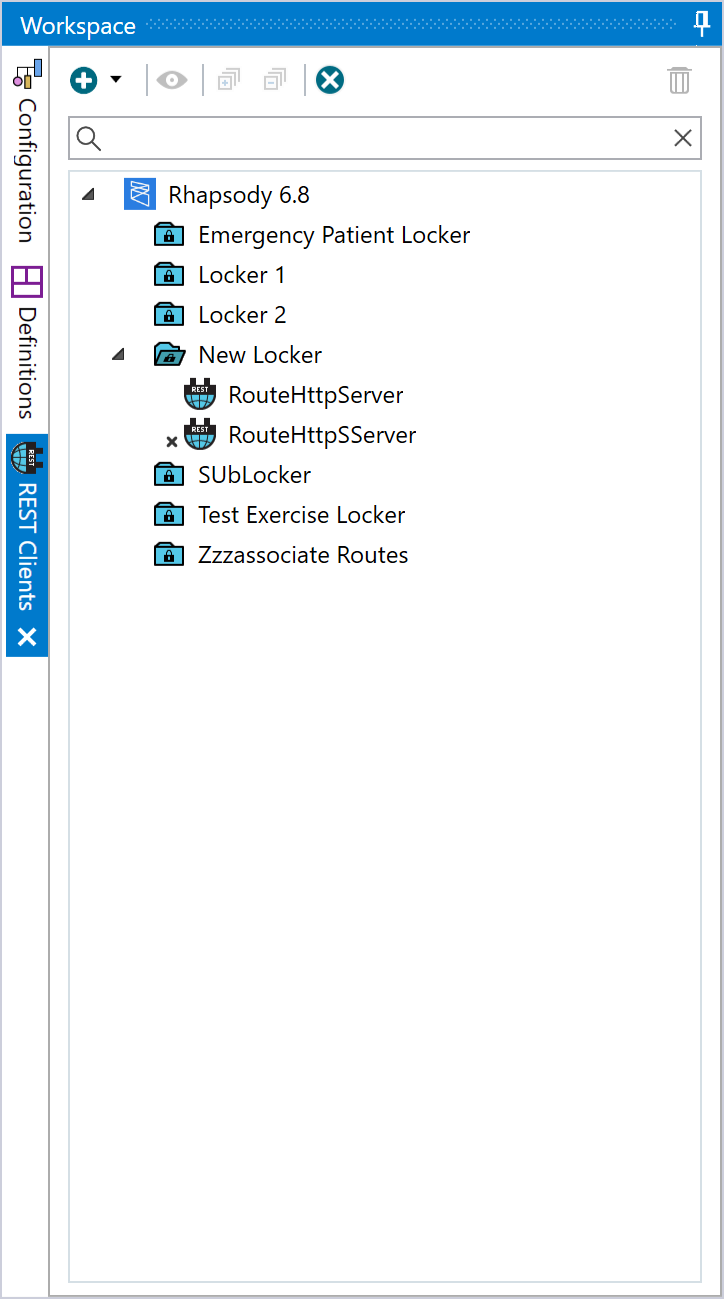 Workspace
Configuration
Definitions
REST
REST Clients
Rhapsody 6.8
Emergency Patient Locker
Locker 1
Locker 2
New Locker
REST
RouteHttpServer
REST
RouteHttpSServer
SUbLocker
Test Exercise Locker
Zzzassociate Routes